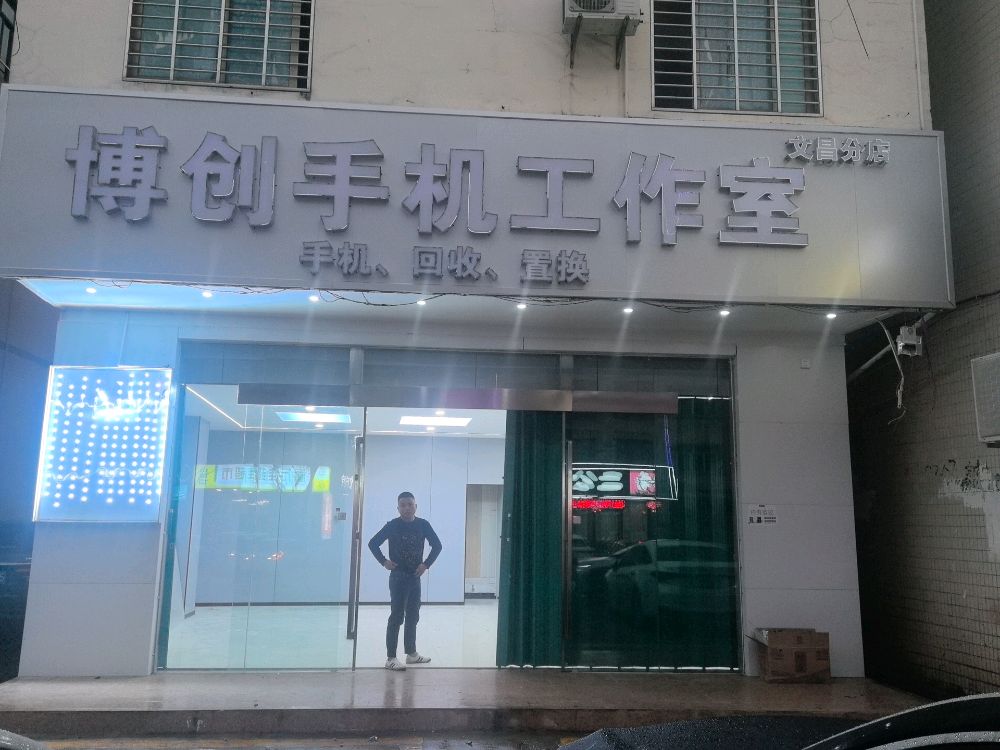 博创手机工作室
文昌分店
手机、回收、置换